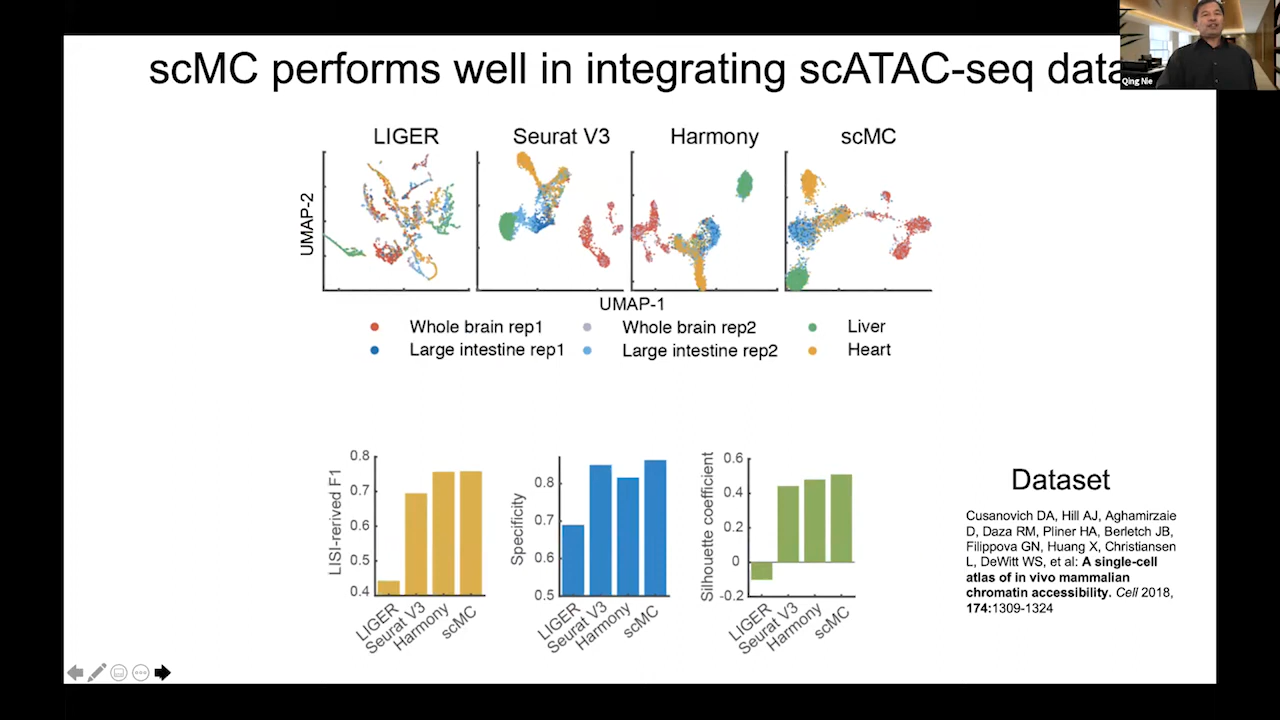 scMC performs well in integrating scATAC-seq data
Qing Nie
LIGER
Seurat V3
Harmony
scMC
UMAP-2
UMAP-1
Whole brain rep1
Whole brain rep2
Liver
Large intestine rep1
Large intestine rep2
Heart
LISI-rerived F1
0.8
0.7
0.6
0.5
0.4
LIGER
Seurat V3
Harmony
scMC
Specificity
0.8
0.7
0.6
0.5
LIGER
Seurat V3
Harmony
scMC
Silhouette coefficient
0.6
0.4
0.2
0
-0.2
LIGER
Seurat V3
Harmony
scMC
Dataset
Cusanovich DA, Hill AJ, Aghamirzaie
D, Daza RM, Pliner HA, Berletch JB,
Filippova GN, Huang X, Christiansen
L, DeWitt WS, et al: A single-cell
atlas of in vivo mammalian
chromatin accessibility. Cell 2018,
174:1309-1324